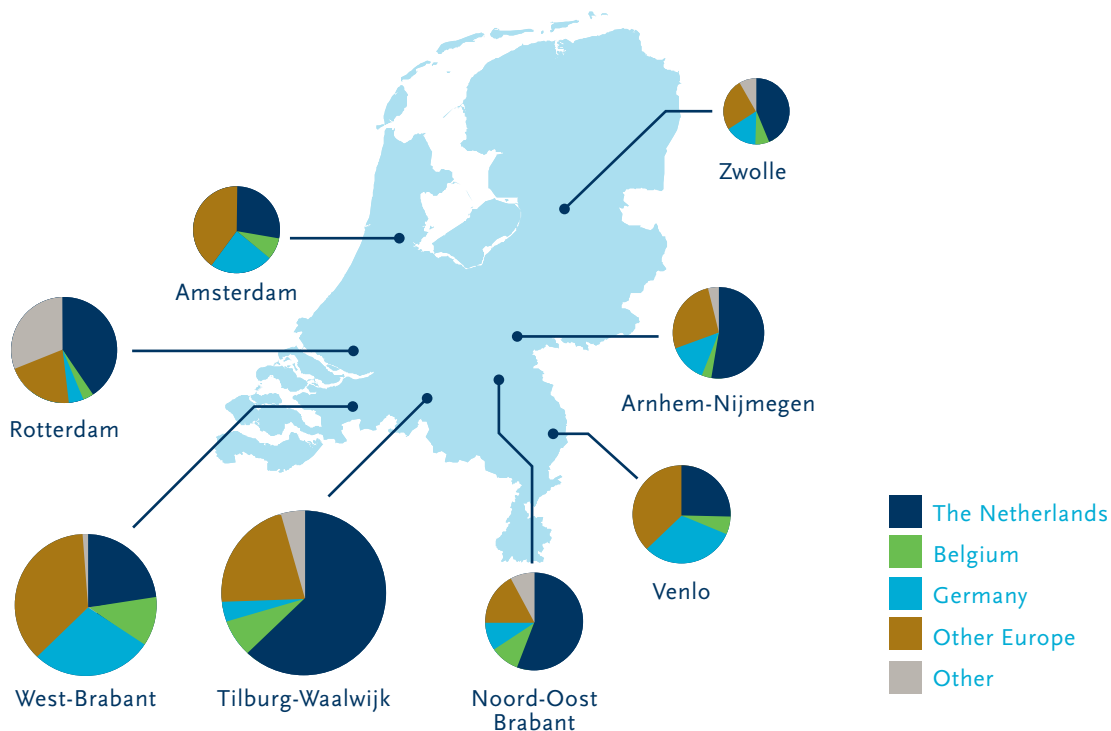 Zwolle
Amsterdam
Arnhem-Nijmegen
Rotterdam
Venlo
West-Brabant
Tilburg-Waalwijk
Noord-Oost
Brabant
The Netherlands
Belgium
Germany
Other Europe
Other